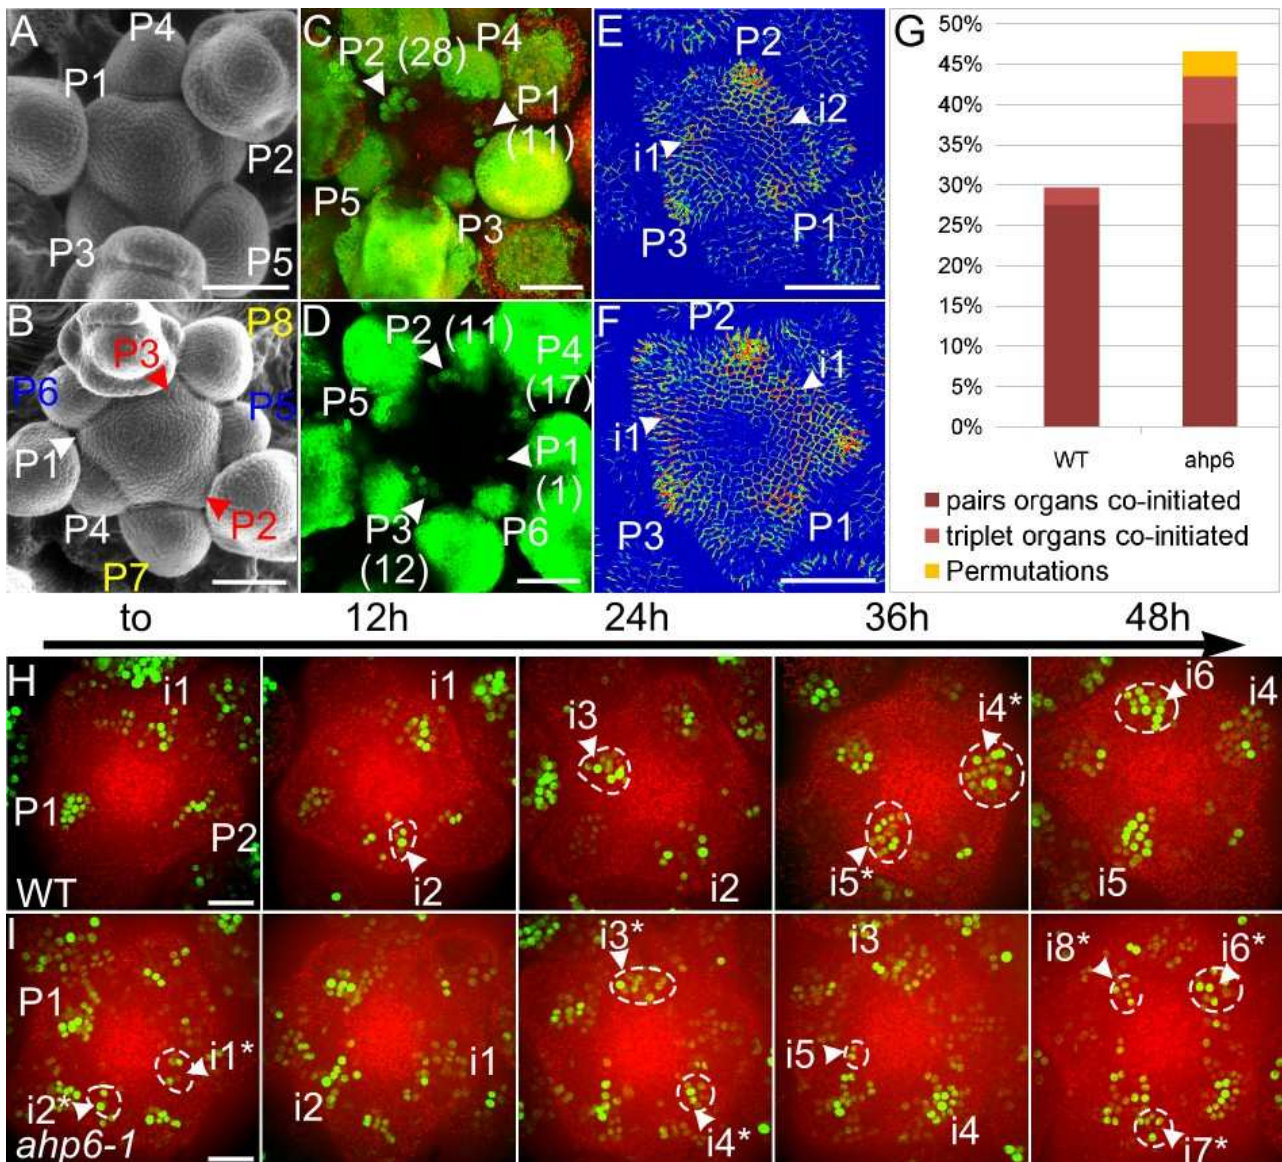 A
P4
P1
P2
P3
P5
B
P8
P3
P6
P5
P1
P4
P2
P7
C
P2 (28)
P4
P1
(11)
P5
P3
D
P2 (11)
P4
(17)
P5
P1
(1)
P3
(12)
P6
E
P2
i2
i1
P3
P1
F
P2
i1
i1
P3
P1
G
50%
45%
40%
35%
30%
25%
20%
15%
10%
5%
0%
WT
ahp6
pairs organs co-initiated
triplet organs co-initiated
Permutations
to
12h
24h
36h
48h
H
i1
P1
P2
WT
i1
i2
i3
i2
i4*
i5*
i6
i4
i5
I
P1
i1*
i2*
ahp6-1
i1
i2
i3*
i4*
i3
i5
i4
i8*
i6*
i7*